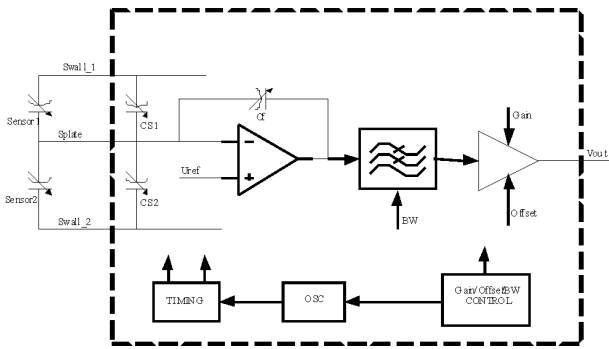 Swall_1
Sensor1
CS1
Cf
Splate
Gain
Uref
Vout
Sensor2
CS2
Offset
Swall_2
BW
TIMING
OSC
Gain/Offset/BW
CONTROL